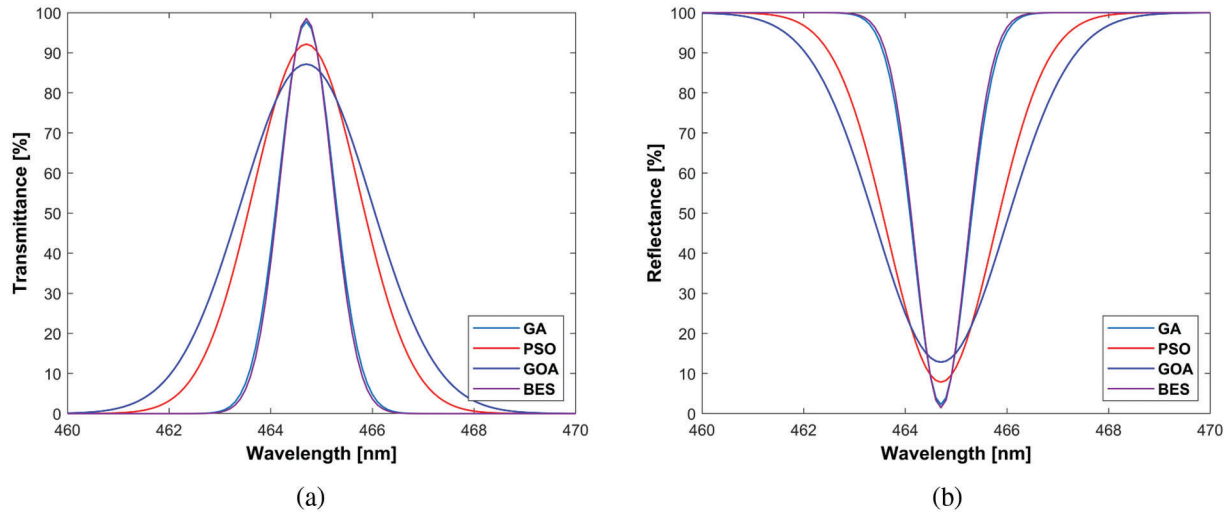 100
90
80
70
60
50
40
30
20
10
0
Transmittance [%]
460 462 464 466 468 470
Wavelength [nm]
GA
PSO
GOA
BES
(a)
100
90
80
70
60
50
40
30
20
10
0
Reflectance [%]
460 462 464 466 468 470
Wavelength [nm]
GA
PSO
GOA
BES
(b)